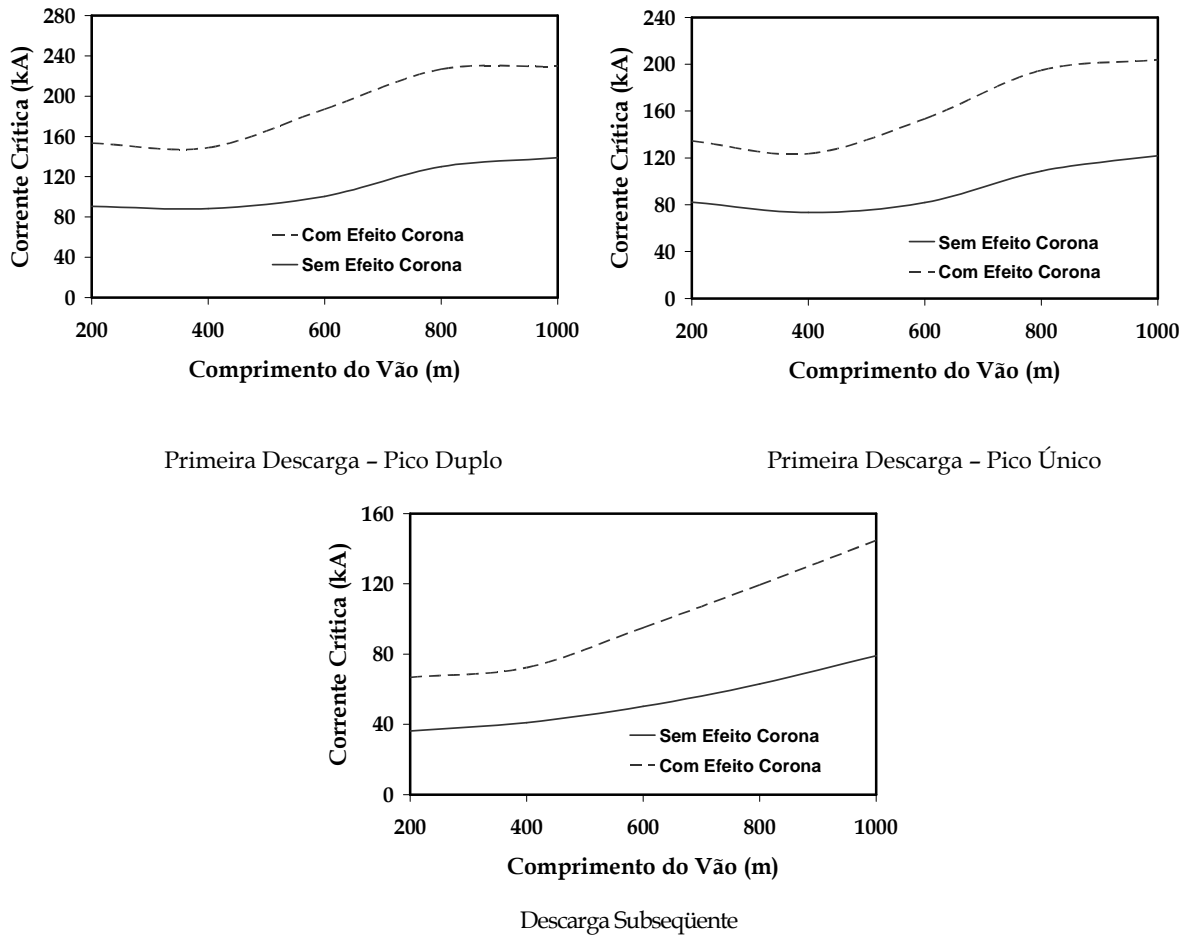 Corrente Crítica (kA)
280
240
200
160
120
80
40
0
Com Efeito Corona
Sem Efeito Corona
200 400 600 800 1000
Comprimento do Vão (m)
Primeira Descarga – Pico Duplo
Corrente Crítica (kA)
240
200
160
120
80
40
0
Sem Efeito Corona
Com Efeito Corona
200 400 600 800 1000
Comprimento do Vão (m)
Primeira Descarga – Pico Único
Corrente Crítica (kA)
160
120
80
40
0
Sem Efeito Corona
Com Efeito Corona
200 400 600 800 1000
Comprimento do Vão (m)
Descarga Subseqüente